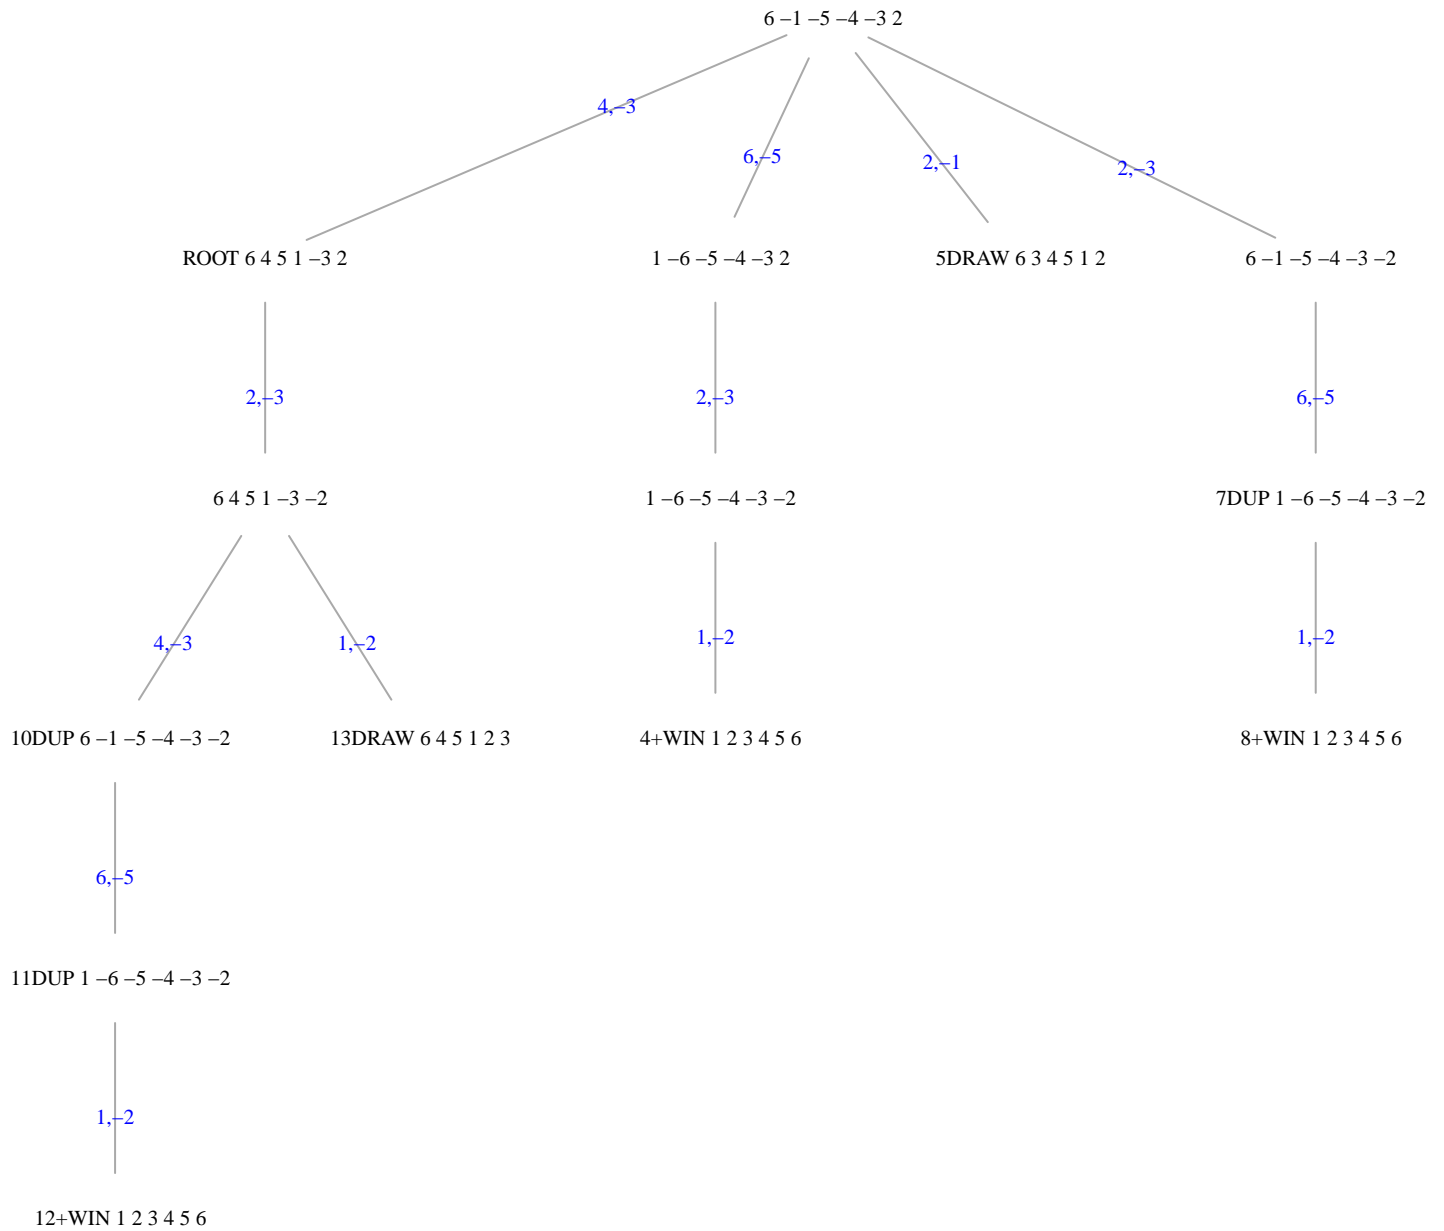 6 –1 –5 –4 –3 2
4,–3
6,–5
2,–1
2,–3
ROOT 6 4 5 1 –3 2
1 –6 –5 –4 –3 2
5DRAW 6 3 4 5 1 2
6 –1 –5 –4 –3 –2
2,–3
2,–3
6,–5
6 4 5 1 –3 –2
1 –6 –5 –4 –3 –2
7DUP 1 –6 –5 –4 –3 –2
4,–3
1,–2
1,–2
1,–2
10DUP 6 –1 –5 –4 –3 –2
13DRAW 6 4 5 1 2 3
4+WIN 1 2 3 4 5 6
8+WIN 1 2 3 4 5 6
6,–5
11DUP 1 –6 –5 –4 –3 –2
1,–2
12+WIN 1 2 3 4 5 6